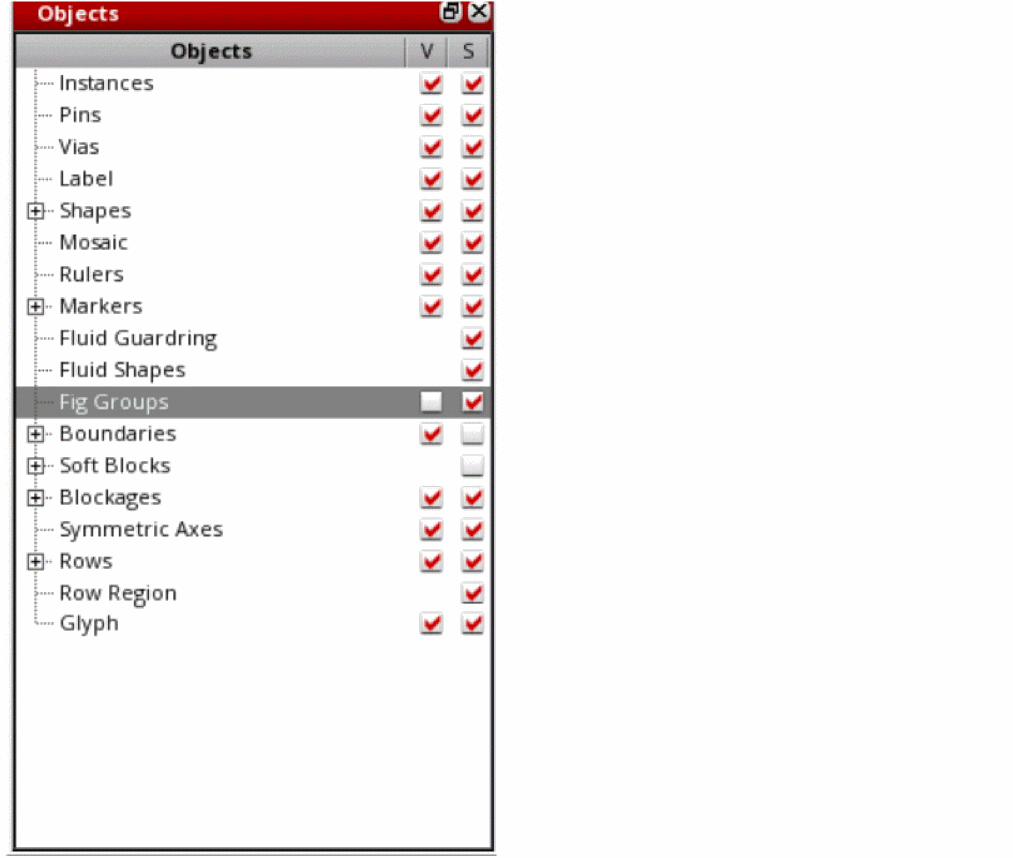 Objects
Objects V S
Instances
Pins
Vias
Label
Shapes
Mosaic
Rulers
Markers
Fluid Guardring
Fluid Shapes
Fig Groups
Boundaries
Soft Blocks
Blockages
Symmetric Axes
Rows
Row Region
Glyph